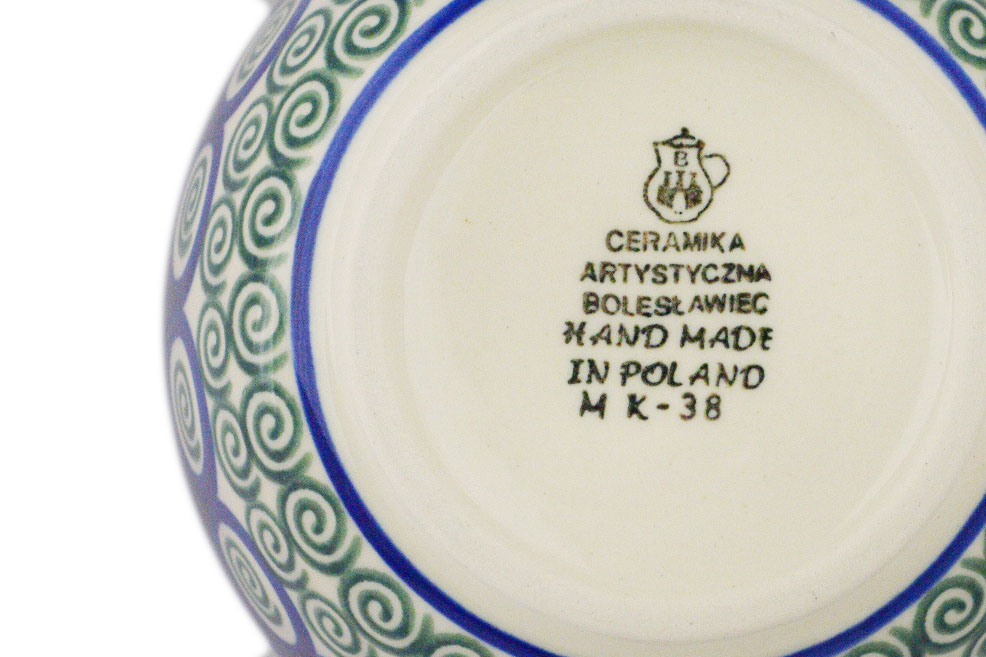 B
CERAMIKA
ARTYSTYCZNA
BOLESŁAWIEC
HAND MADE
IN POLAND
M K-38